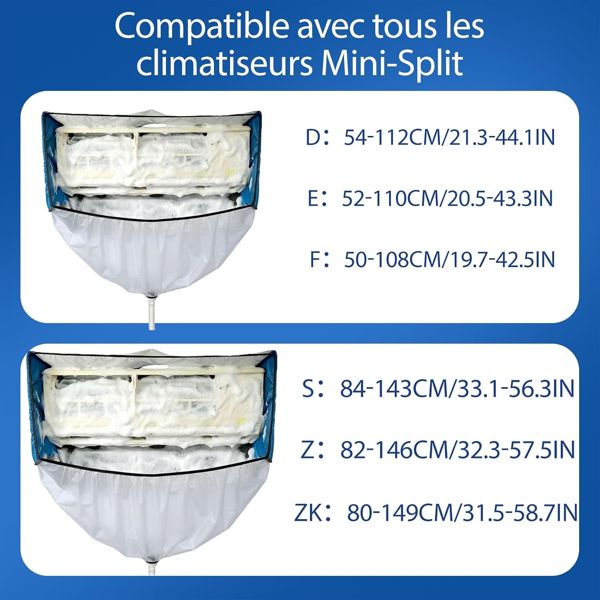 Compatible avec tous les
climatiseurs Mini-Split
D: 54-112CM/21.3-44.1IN
E: 52-110CM/20.5-43.3IN
F: 50-108CM/19.7-42.5IN
S: 84-143CM/33.1-56.3IN
Z: 82-146CM/32.3-57.5IN
ZK: 80-149CM/31.5-58.7IN